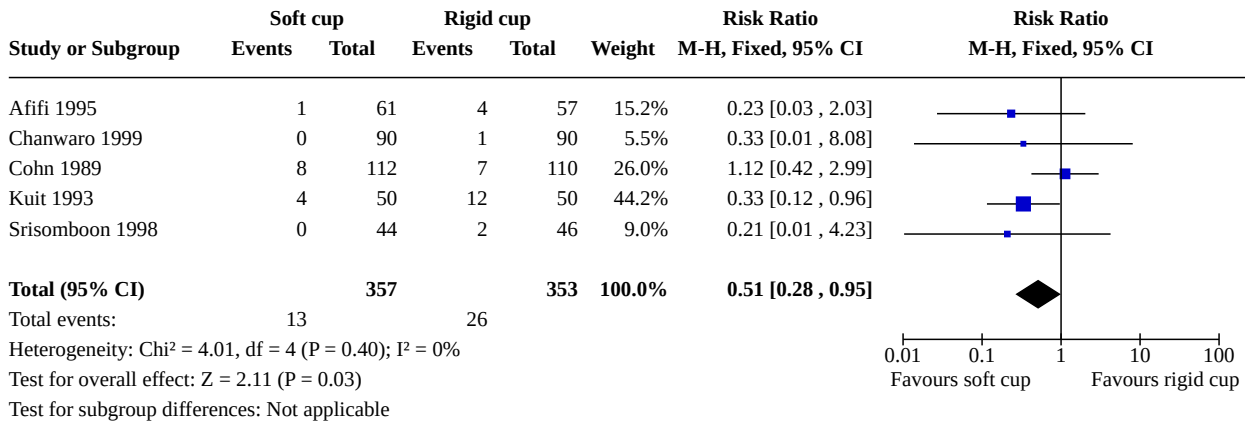 Soft cup Rigid cup Risk Ratio Risk Ratio
Study or Subgroup Events Total Events Total Weight M-H, Fixed, 95% CI M-H, Fixed, 95% CI
Afifi 1995 1 61 4 57 15.2% 0.23 [0.03 , 2.03]
Chanwaro 1999 0 90 1 90 5.5% 0.33 [0.01 , 8.08]
Cohn 1989 8 112 7 110 26.0% 1.12 [0.42 , 2.99]
Kuit 1993 4 50 12 50 44.2% 0.33 [0.12 , 0.96]
Srisomboon 1998 0 44 2 46 9.0% 0.21 [0.01 , 4.23]
Total (95% CI) 357 353 100.0% 0.51 [0.28 , 0.95]
Total events: 13 26
Heterogeneity: Chi² = 4.01, df = 4 (P = 0.40); I² = 0%
0.01 0.1 1 10 100
Test for overall effect: Z = 2.11 (P = 0.03)
Favours soft cup Favours rigid cup
Test for subgroup differences: Not applicable